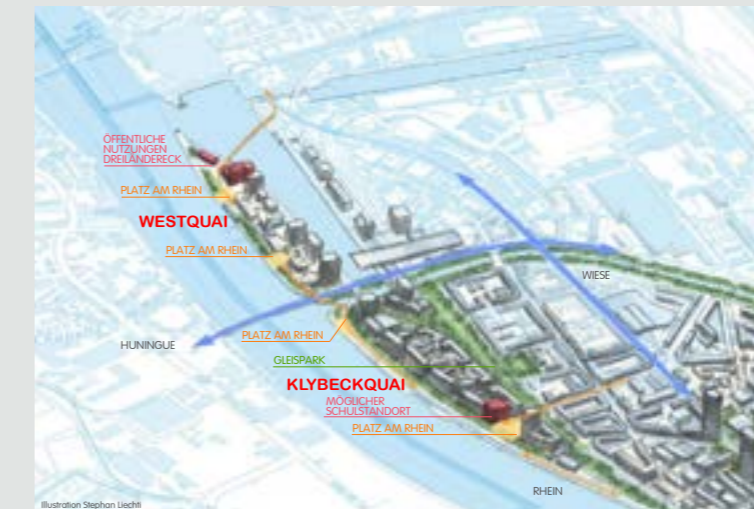 ÖFFENTLICHE
NUTZUNGEN
DREILÄNDERECK
PLATZ AM RHEIN
WESTQUAI
PLATZ AM RHEIN
WIESE
PLATZ AM RHEIN
HUNINGUE
GLEISPARK
KLYBECKQUAI
MÖGLICHER
SCHULSTANDORT
PLATZ AM RHEIN
RHEIN
Illustration Stephan Liechti